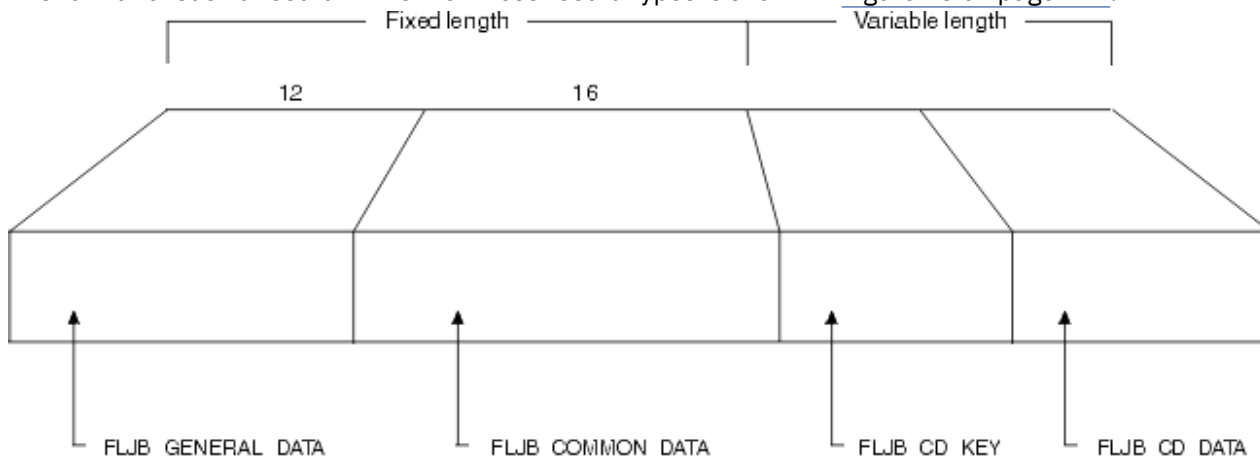 Fixed length Variable length
12 16
FLJB GENERAL DATA FLJB COMMON DATA FLJB CD KEY FLJB CD DATA